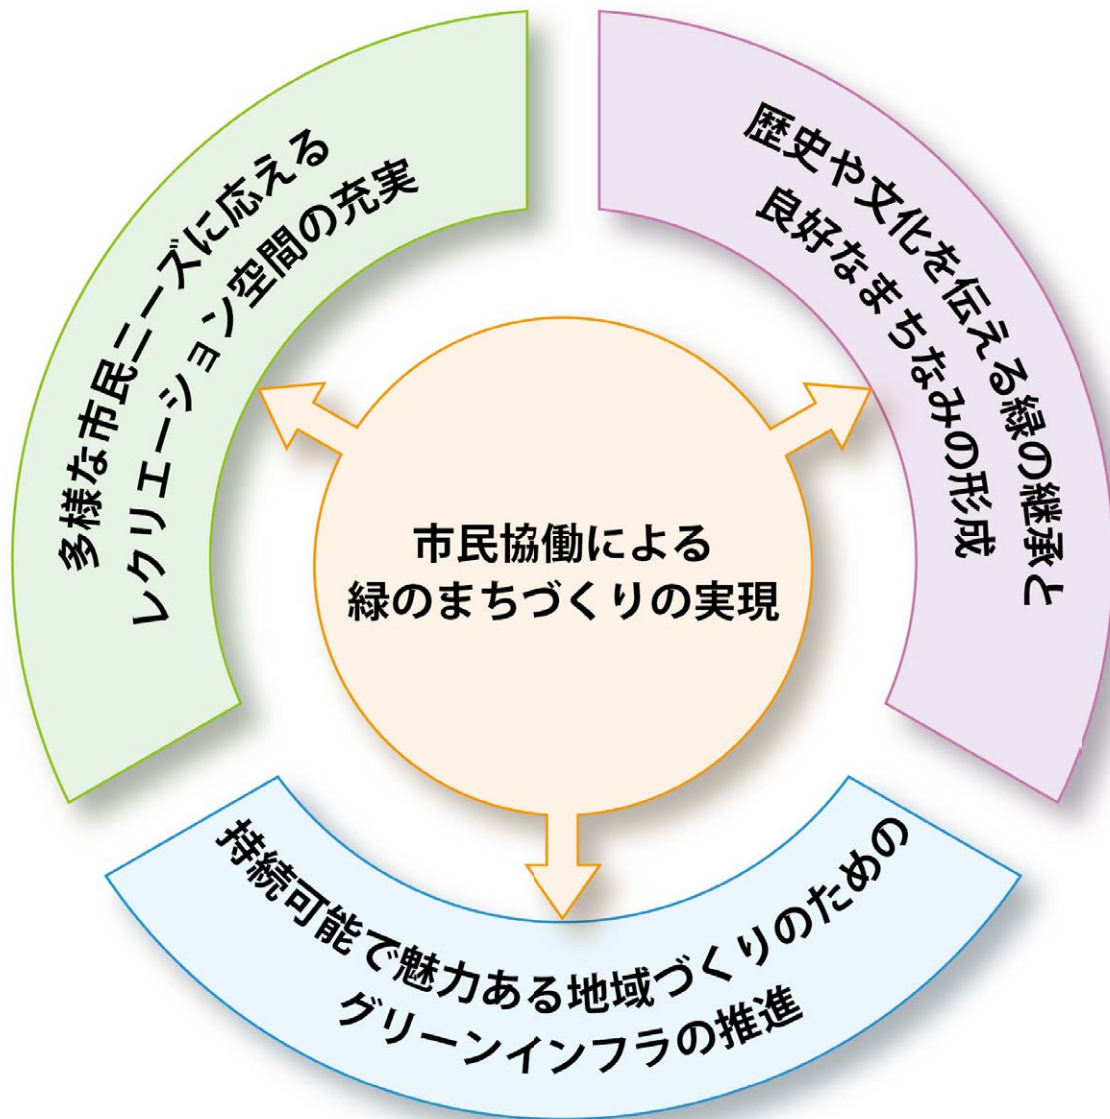 多様な市民ニーズに応える
レクリエーション空間の充実
歴史や文化を伝える緑の継承と
良好なまちなみの形成
市民協働による
緑のまちづくりの実現
持続可能で魅力ある地域づくりのための
グリーンインフラの推進